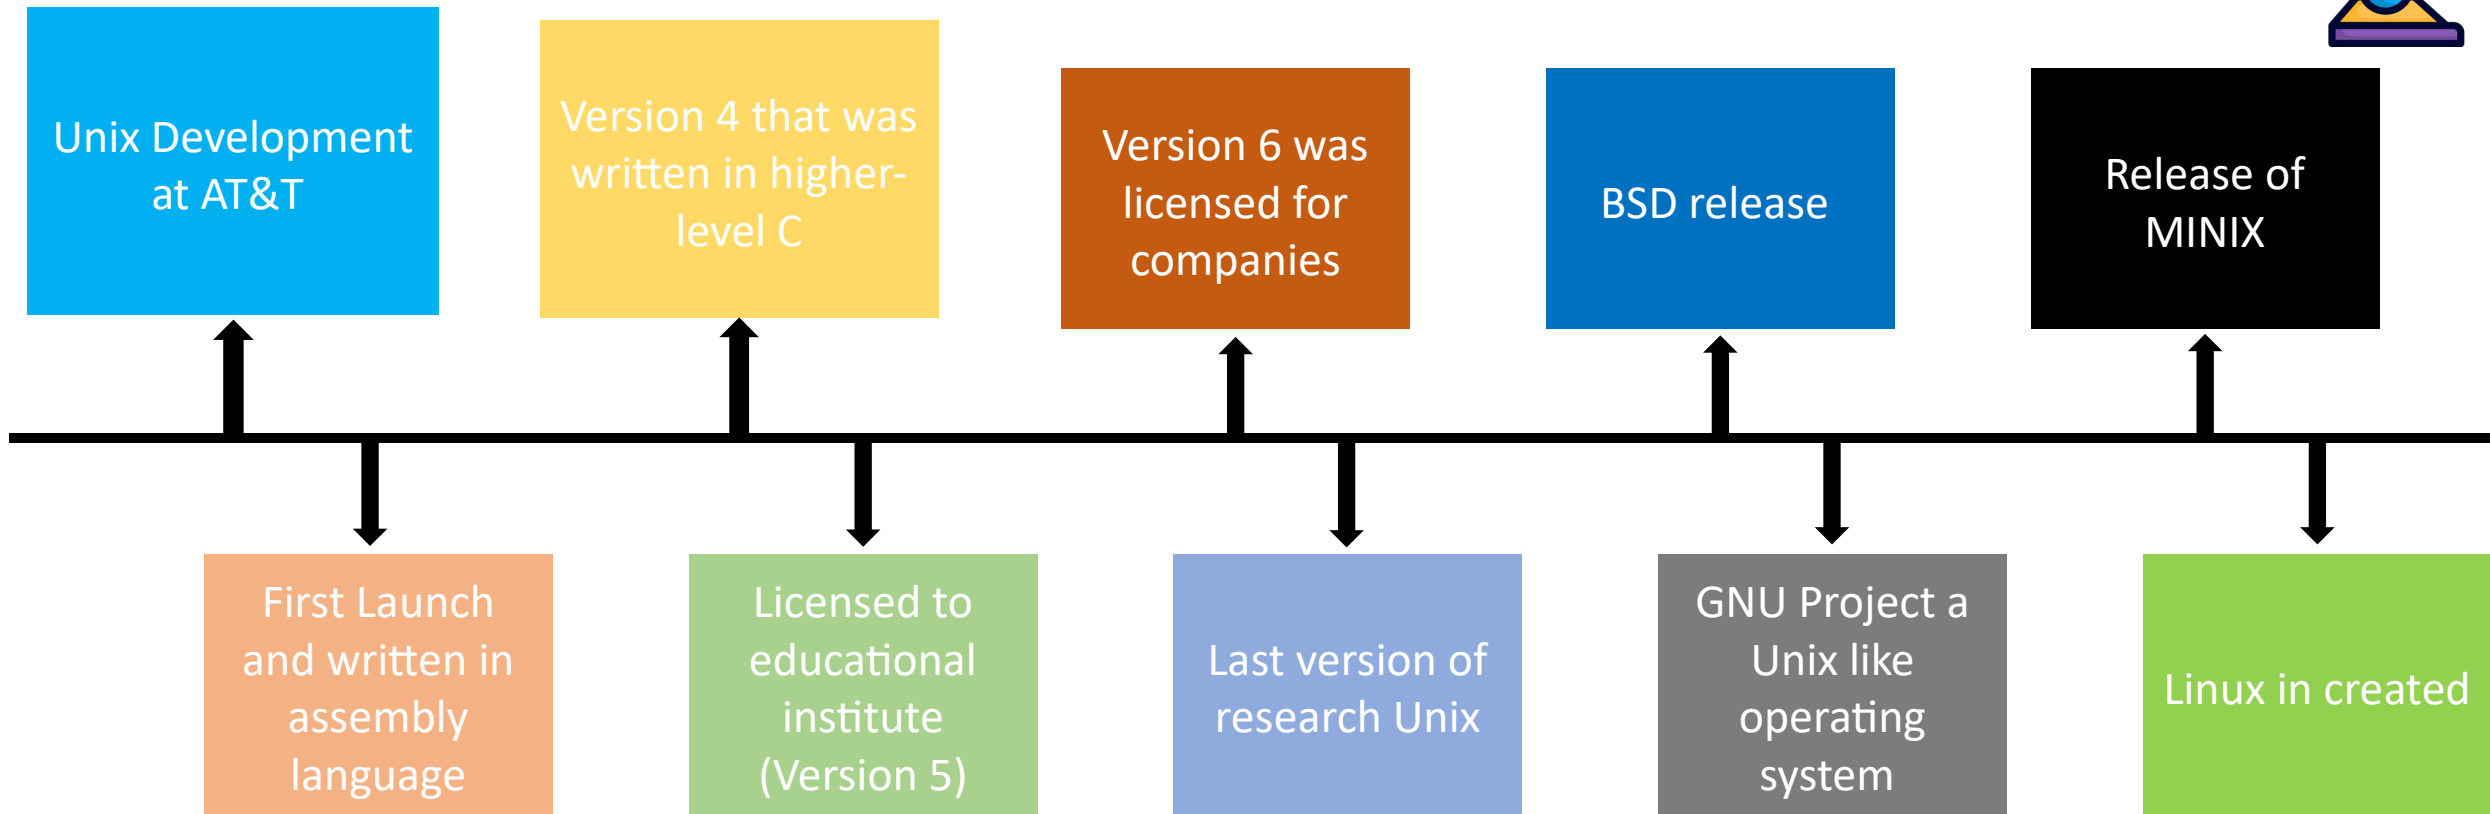 Unix Development
at AT&T
First Launch
and written in
assembly
language
Version 4 that was
written in higher-
level C
Licensed to
educational
institute
(Version 5)
Version 6 was
licensed for
companies
Last version of
research Unix
BSD release
GNU Project a
Unix like
operating
system
Release of
MINIX
Linux in created